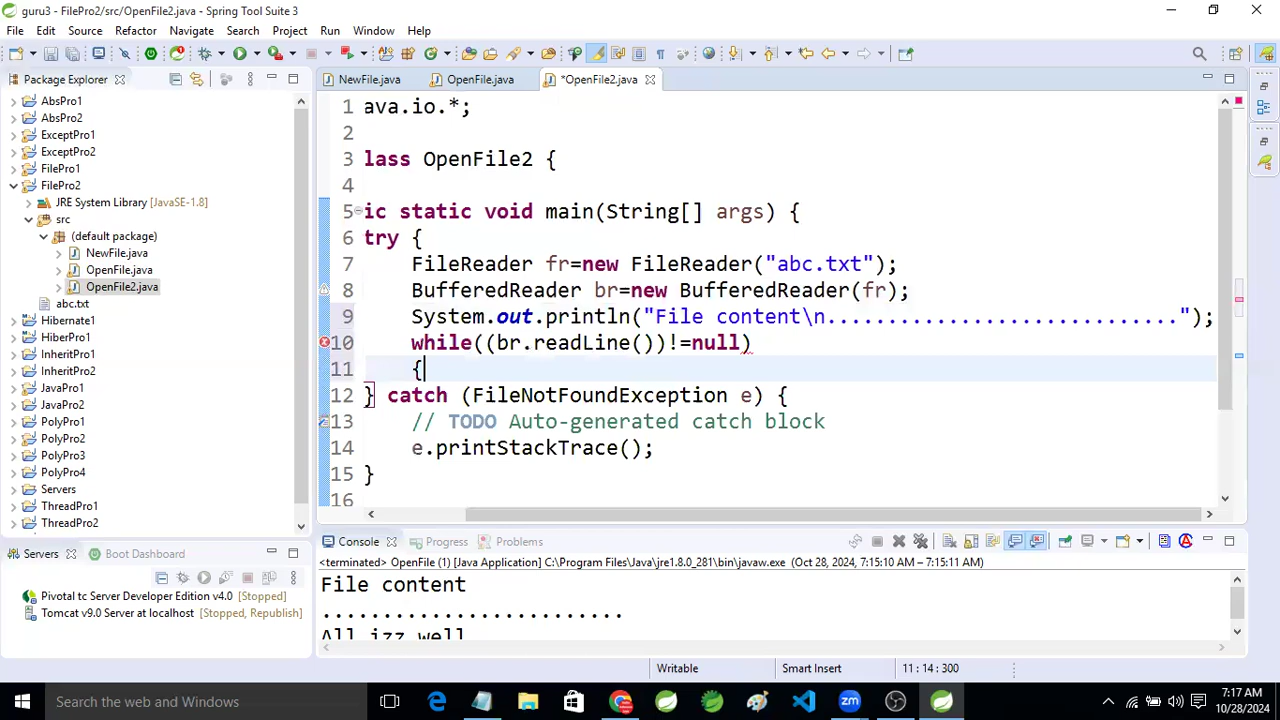 guru3 - FilePro2/src/OpenFile2.java - Spring Tool Suite 3
File Edit Source Refactor Navigate Search Project Run Window Help
Package Explorer
NewFile.java
OpenFile.java
*OpenFile2.java
AbsPro1
AbsPro2
ExceptPro1
ExceptPro2
FilePro1
FilePro2
JRE System Library [JavaSE-1.8]
src
(default package)
NewFile.java
OpenFile.java
OpenFile2.java
abc.txt
Hibernate1
HiberPro1
InheritPro1
InheritPro2
JavaPro1
JavaPro2
PolyPro1
PolyPro2
PolyPro3
PolyPro4
Servers
ThreadPro1
ThreadPro2
1 ava.io.*;
2
3 lass OpenFile2 {
4
5 ic static void main(String[] args) {
6 try {
7 FileReader fr=new FileReader("abc.txt");
8 BufferedReader br=new BufferedReader(fr);
9 System.out.println("File content\n.............................");
10 while((br.readLine())!=null)
11 {
12 } catch (FileNotFoundException e) {
13 // TODO Auto-generated catch block
14 e.printStackTrace();
15 }
16
Servers
Boot Dashboard
Pivotal tc Server Developer Edition v4.0 [Stopped]
Tomcat v9.0 Server at localhost [Stopped, Republish]
Console
Progress
Problems
<terminated> OpenFile (1) [Java Application] C:\Program Files\Java\jre1.8.0_281\bin\javaw.exe (Oct 28, 2024, 7:15:10 AM – 7:15:11 AM)
File content
.........................
All izz well
Writable
Smart Insert
11 : 14 : 300
Search the web and Windows
7:17 AM
10/28/2024